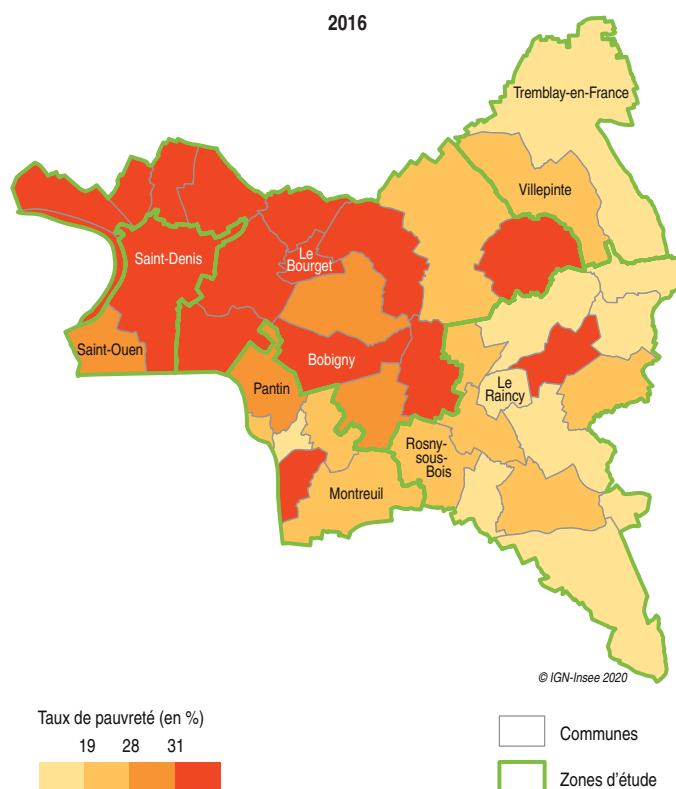 2016
Tremblay-en-France
Villepinte
Saint-Denis
Le
Bourget
Saint-Ouen
Bobigny
Pantin
Le
Raincy
Rosny-
sous-
Bois
Montreuil
© IGN-Insee 2020
Taux de pauvreté (en %)
19 28 31
Communes
Zones d'étude